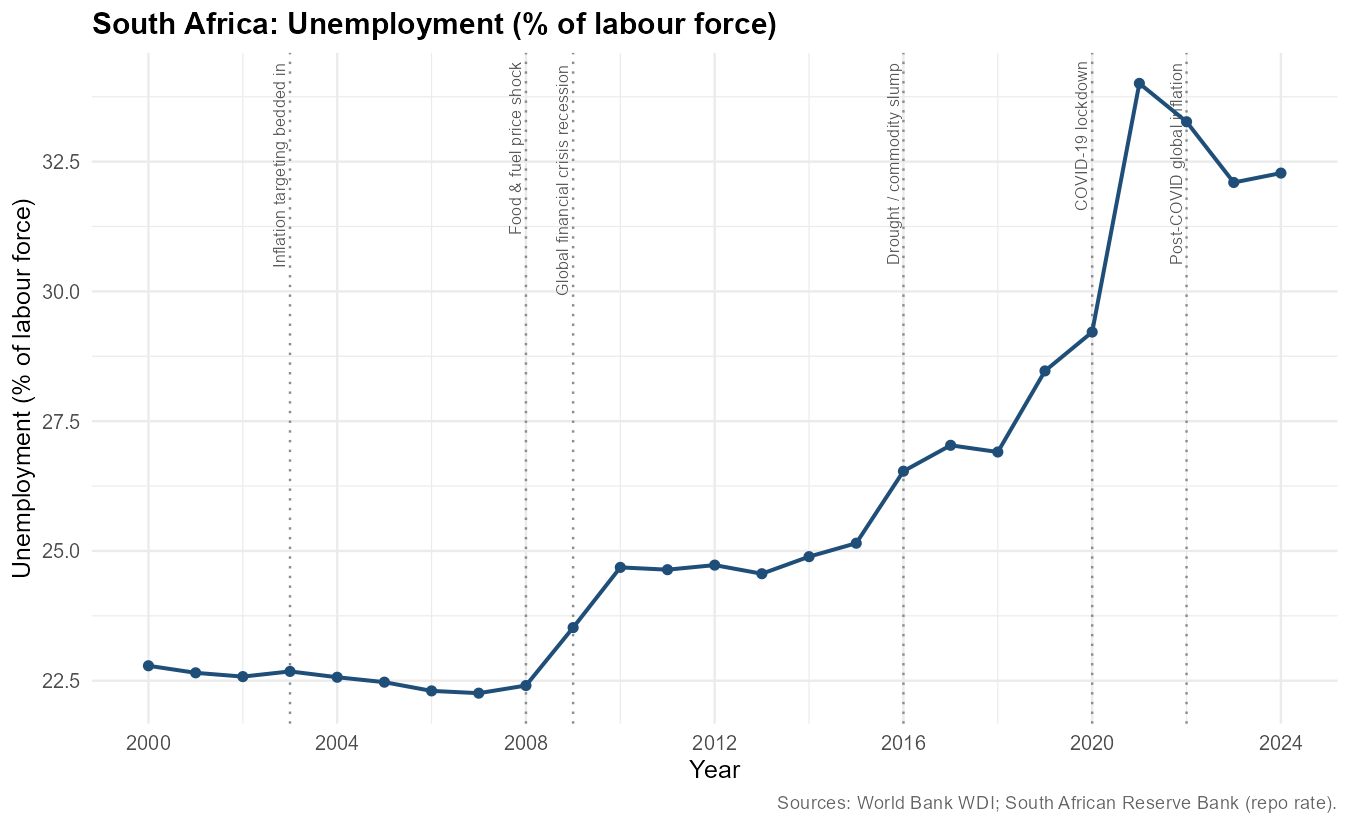 South Africa: Unemployment (% of labour force)
Unemployment (% of labour force)
32.5
30.0
27.5
25.0
22.5
Inflation targeting bedded in
Food & fuel price shock
Global financial crisis recession
Drought / commodity slump
COVID-19 lockdown
Post-COVID global inflation
2000 2004 2008 2012 2016 2020 2024
Year
Sources: World Bank WDI; South African Reserve Bank (repo rate).